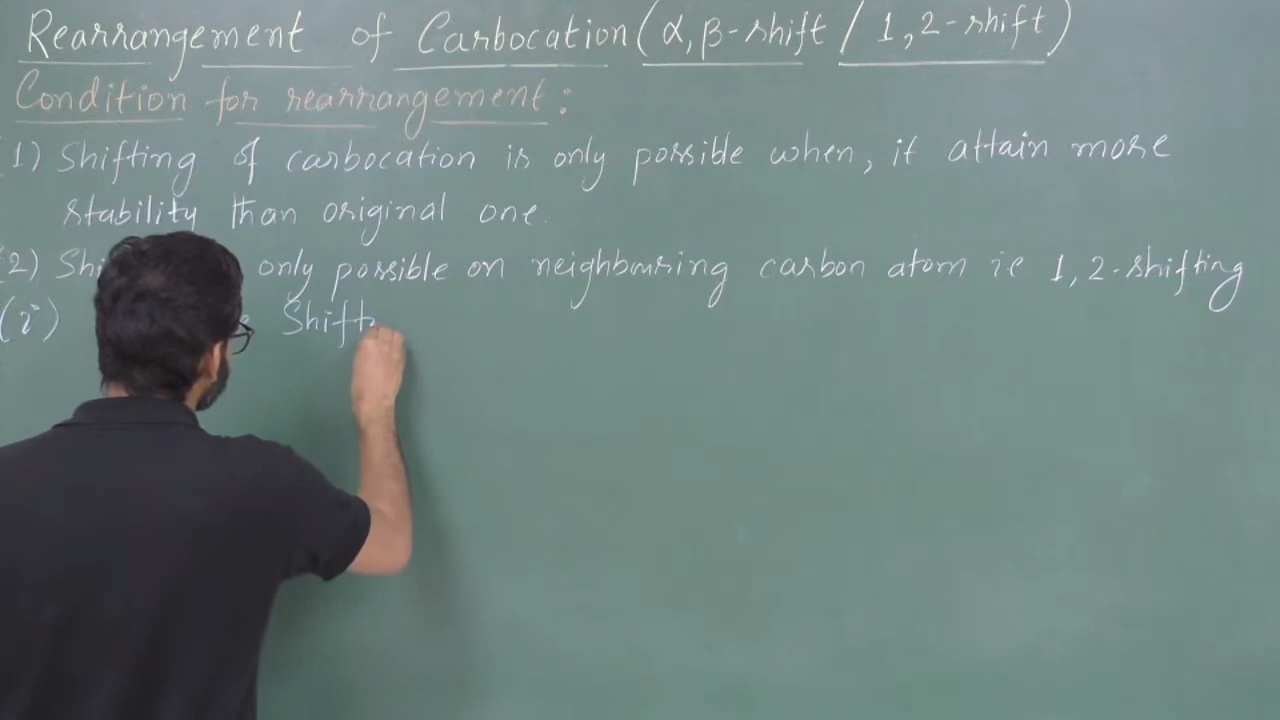 Rearrangement of Carbocation (α, β-shift / 1,2-shift)
Condition for rearrangement:
1) Shifting of carbocation is only possible when, it attain more
stability than original one.
(2) only possible on neighbouring carbon atom ie 1,2-shifting
(i) Shift